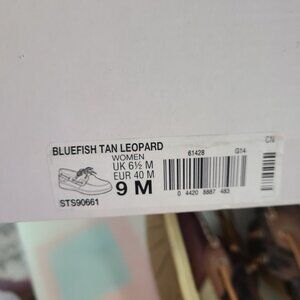 BLUEFISH TAN LEOPARD
WOMEN
UK 6½ M
EUR 40 M
9 M
STS90661
61428
G14
CN
0 4420 8887 483